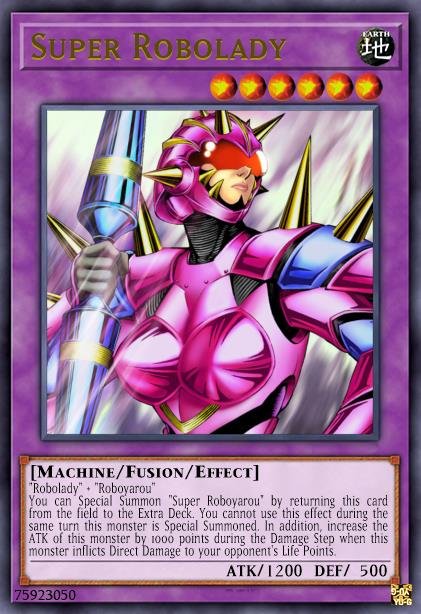 Super Robolady
EARTH
地
[Machine/Fusion/Effect]
"Robolady" + "Roboyarou"
You can Special Summon "Super Roboyarou" by returning this card
from the field to the Extra Deck. You cannot use this effect during the
same turn this monster is Special Summoned. In addition, increase the
ATK of this monster by 1000 points during the Damage Step when this
monster inflicts Direct Damage to your opponent's Life Points.
ATK/1200 DEF/ 500
75923050